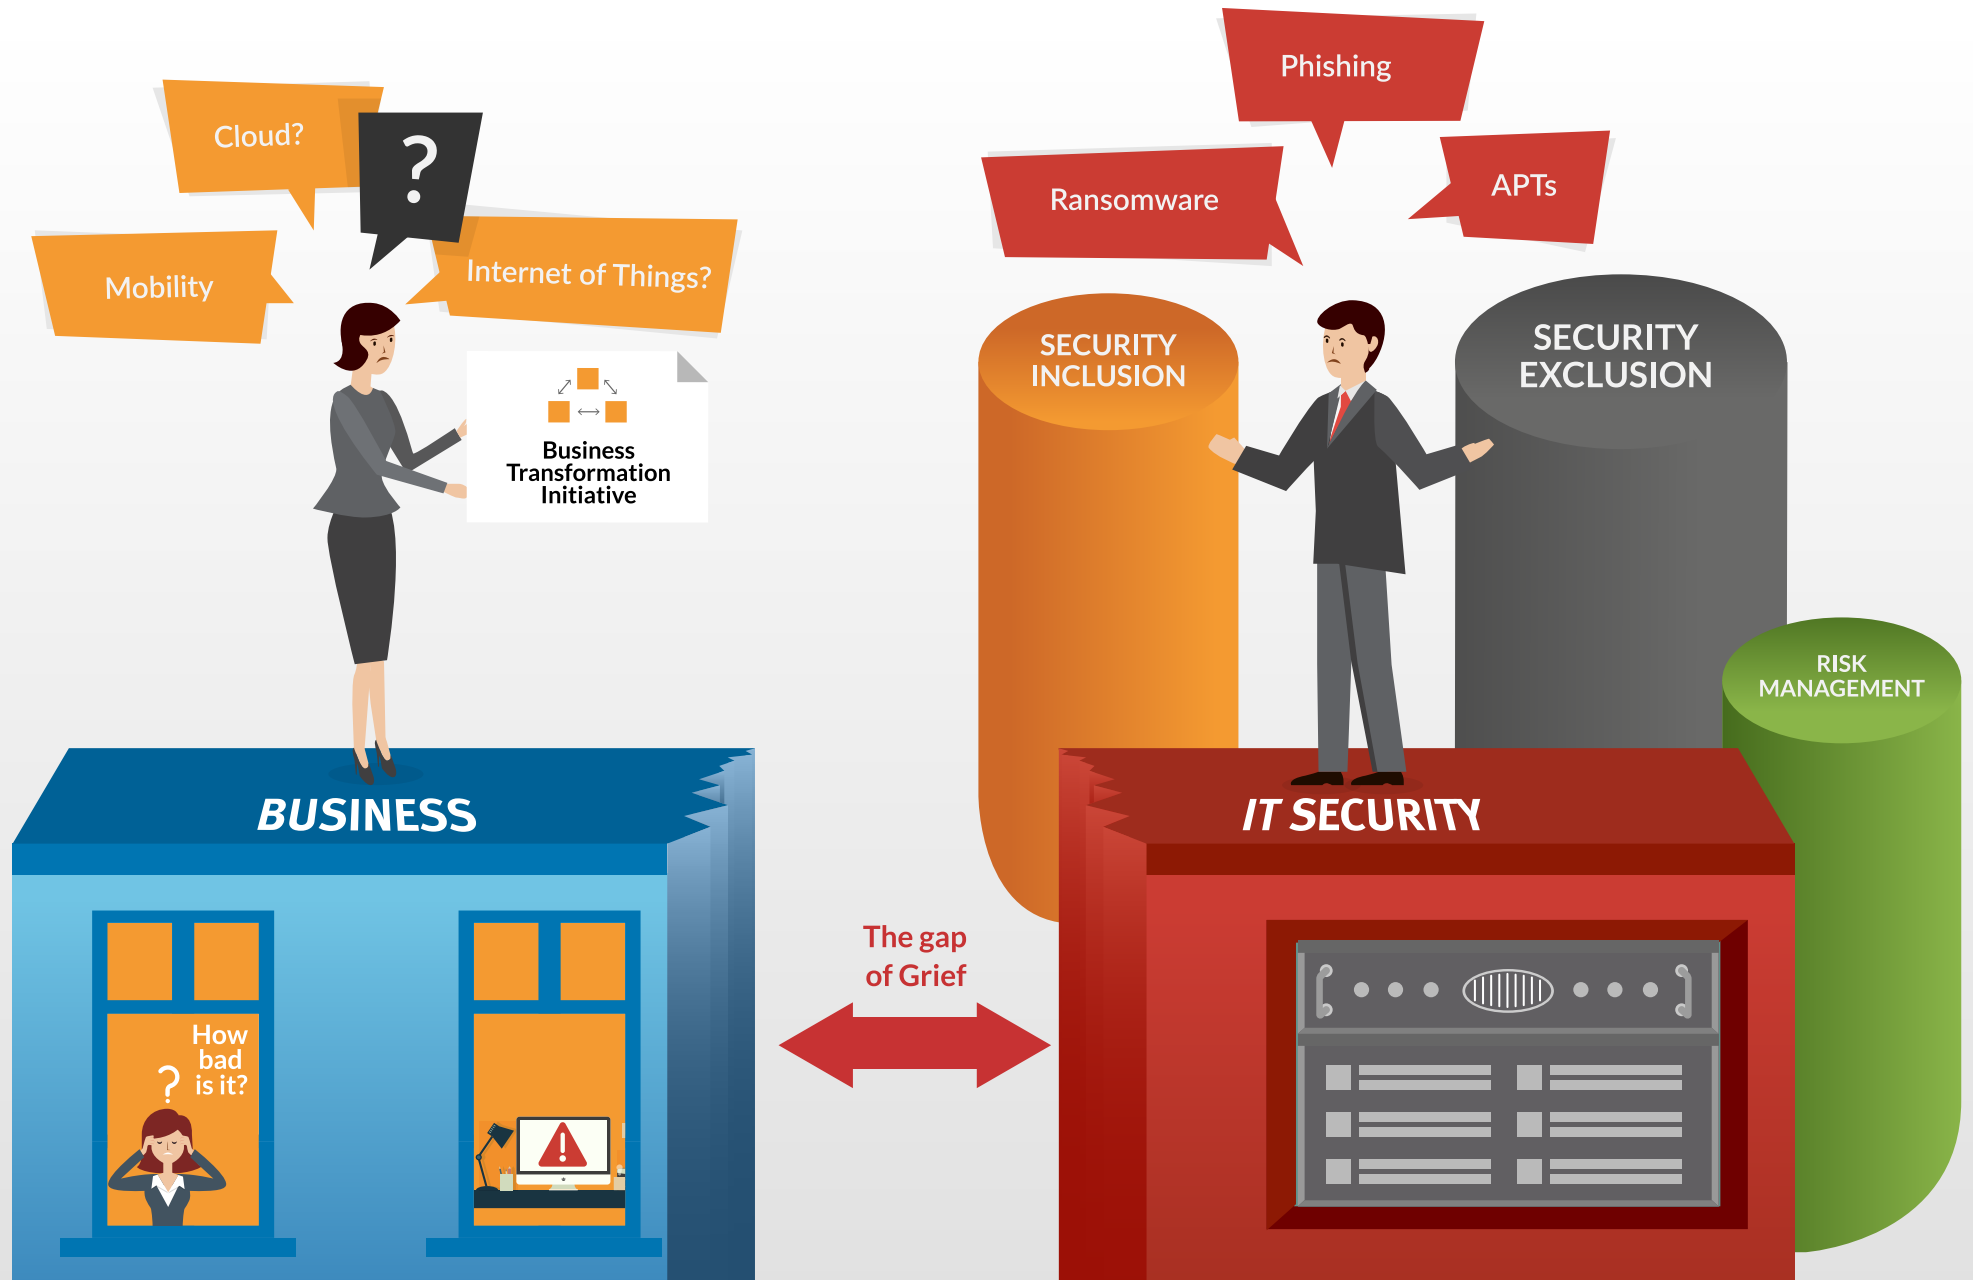 Cloud?
?
Mobility
Internet of Things?
Business
Transformation
Initiative
BUSINESS
How
bad
is it?
?
The gap
of Grief
Phishing
Ransomware
APTs
SECURITY
INCLUSION
SECURITY
EXCLUSION
RISK
MANAGEMENT
IT SECURITY